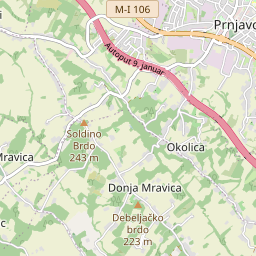 M-I 106
Prnjavo
Autoput 9. januar
Soldino
Brdo
243 m
Okolica
Mravica
Donja Mravica
Debeljačko
brdo
223 m
c